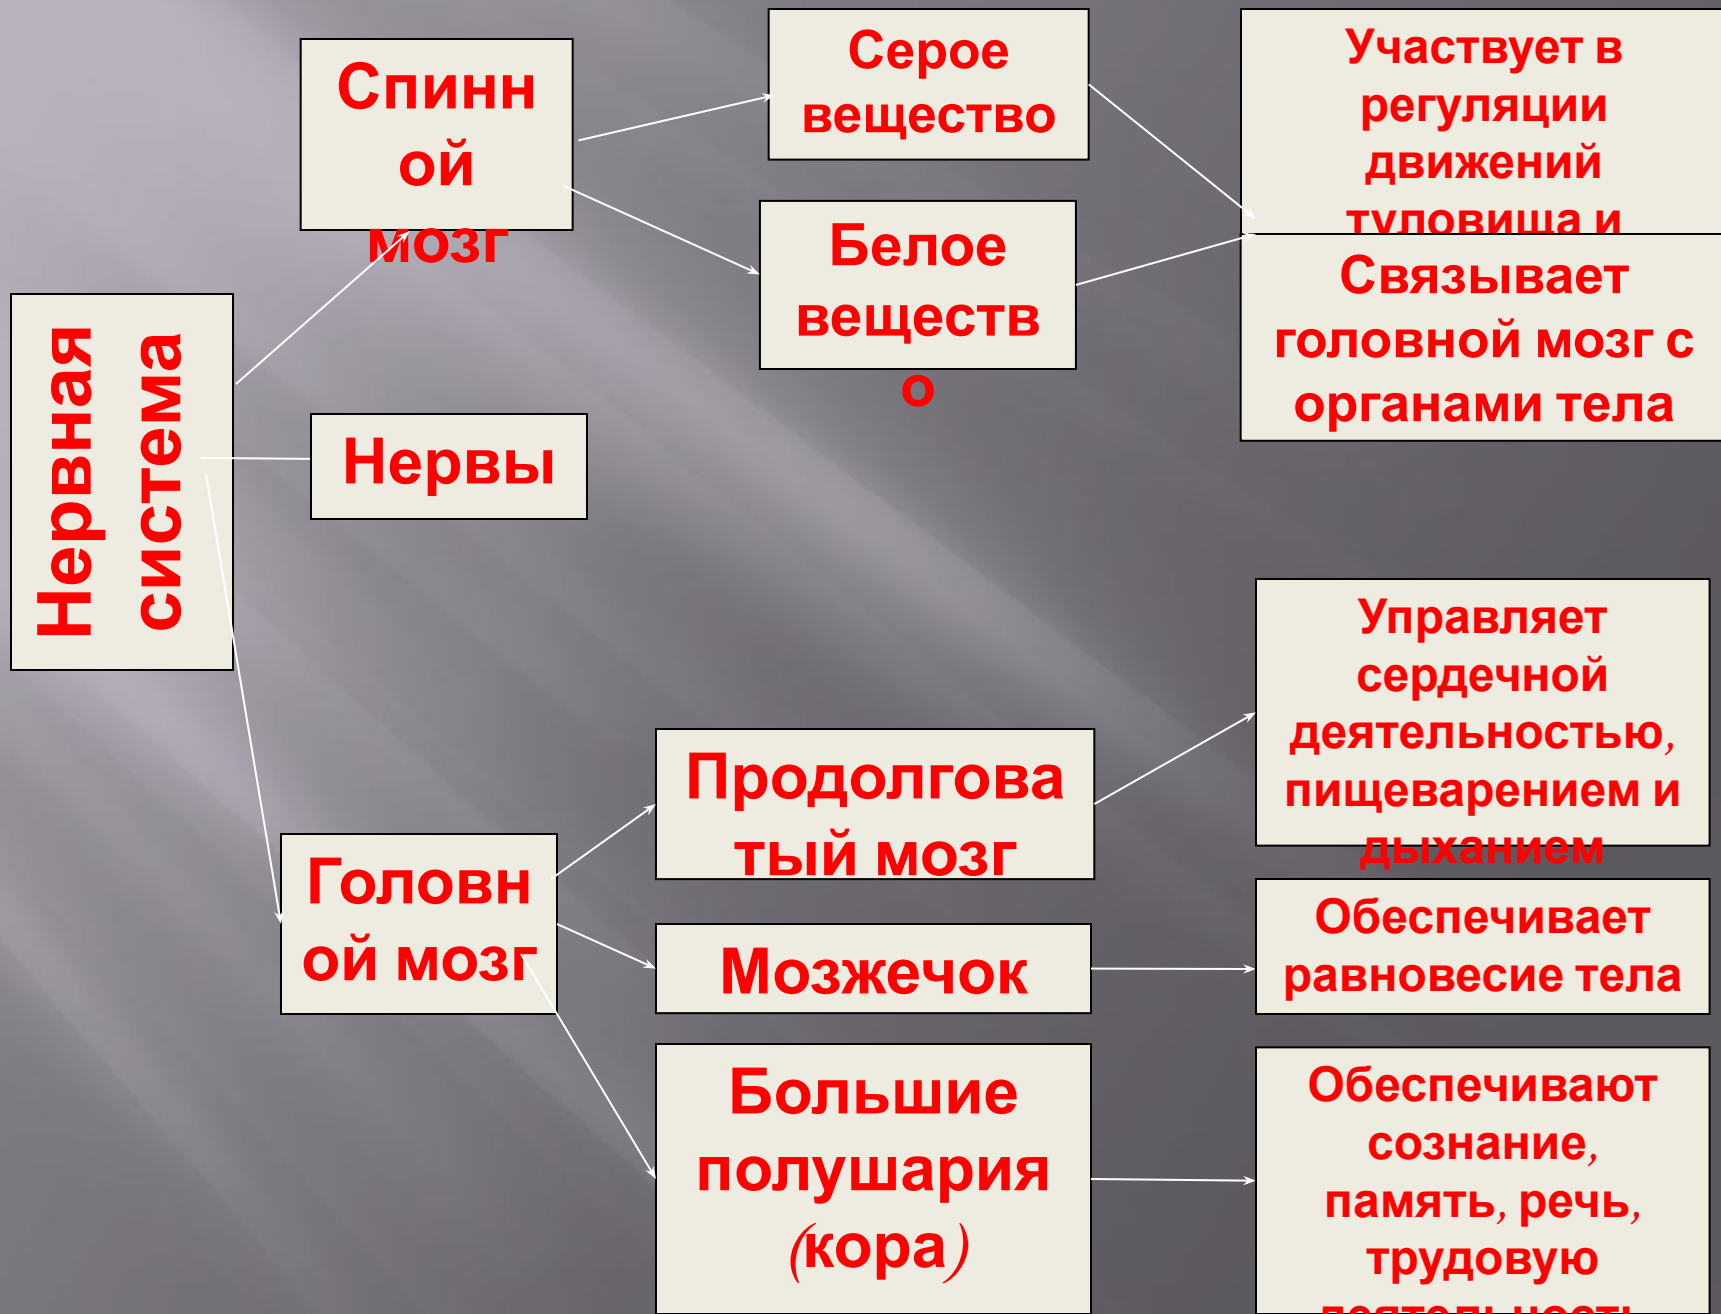 Нервная
система
Спинн
ой
мозг
Серое
вещество
Участвует в
регуляции
движений
туловища и
Белое
веществ
о
Связывает
головной мозг с
органами тела
Нервы
Головн
ой мозг
Продолгова
тый мозг
Управляет
сердечной
деятельностью,
пищеварением и
дыханием
Мозжечок
Обеспечивает
равновесие тела
Большие
полушария
(кора)
Обеспечивают
сознание,
память, речь,
трудовую
деятельность